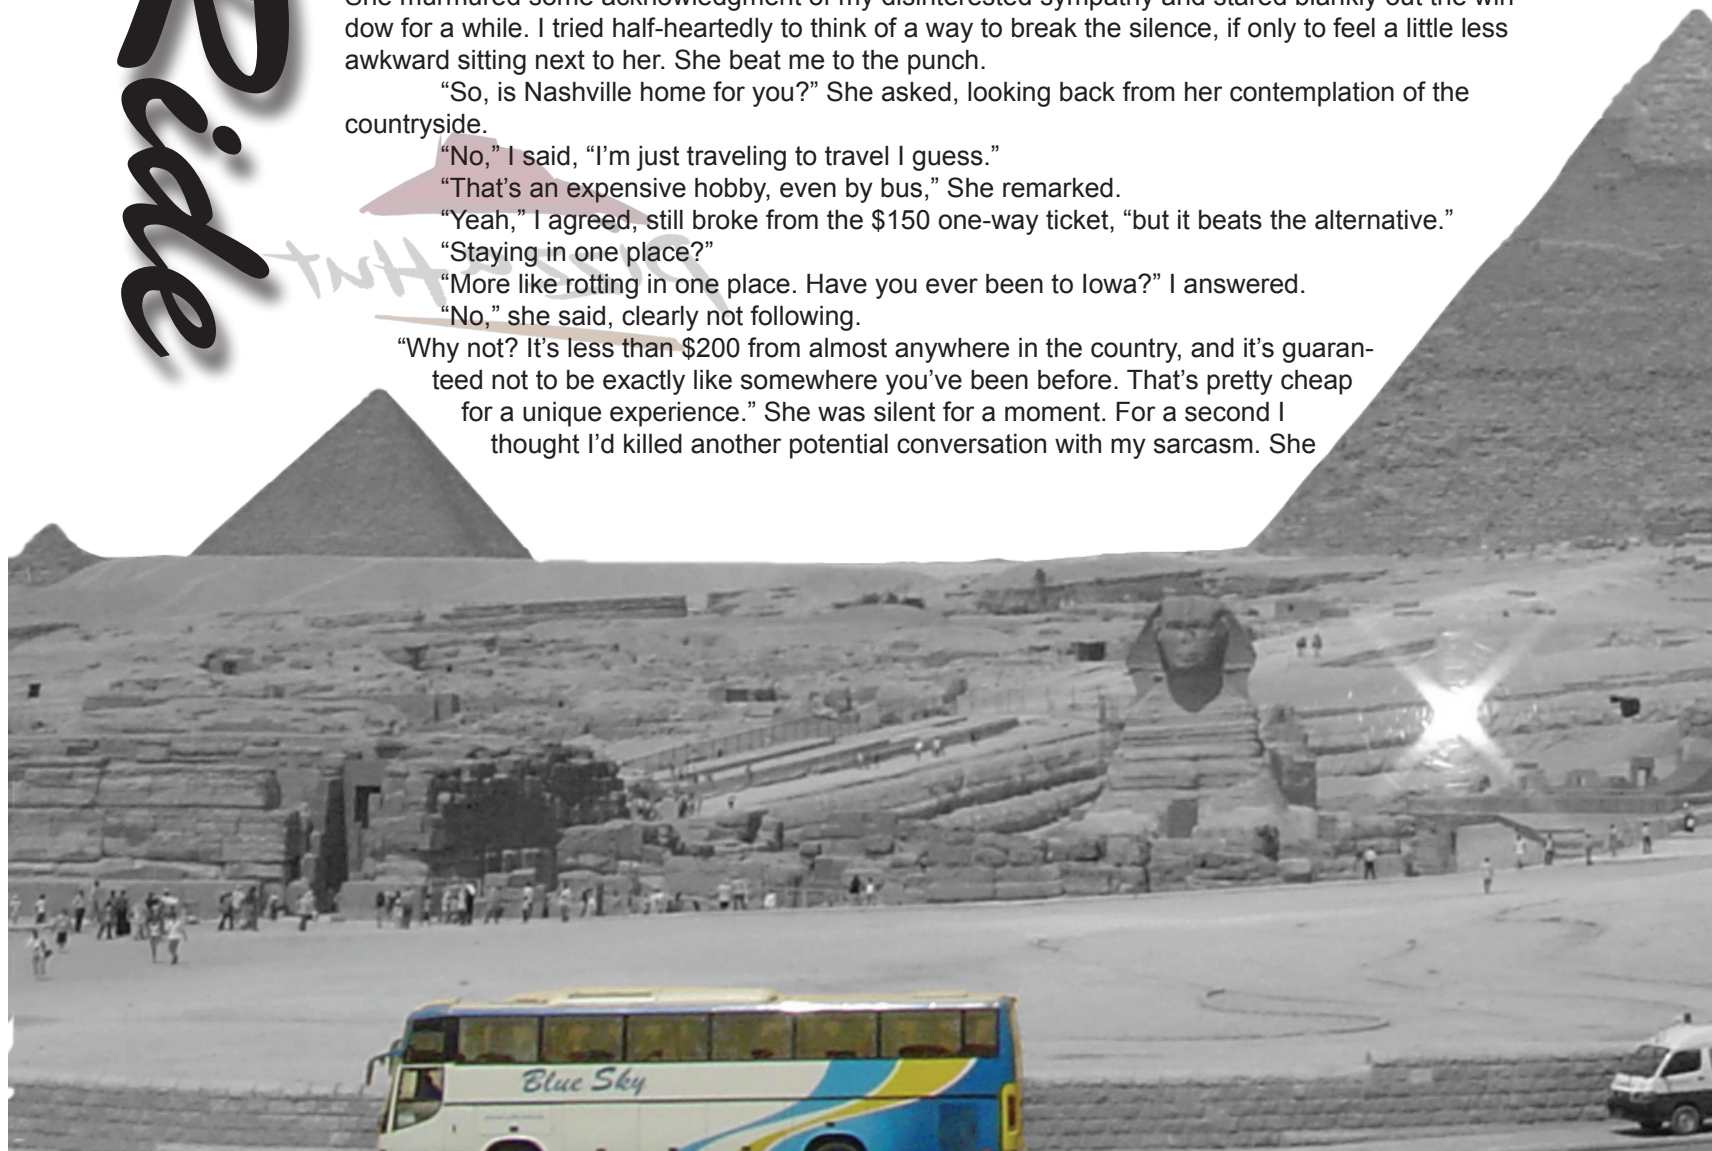 Ride
She murmured some acknowledgment of my disinterested sympathy and stared blankly out the win-
dow for a while. I tried half-heartedly to think of a way to break the silence, if only to feel a little less
awkward sitting next to her. She beat me to the punch.
“So, is Nashville home for you?” She asked, looking back from her contemplation of the
countryside.
“No,” I said, “I’m just traveling to travel I guess.”
“That’s an expensive hobby, even by bus,” She remarked.
“Yeah,” I agreed, still broke from the $150 one-way ticket, “but it beats the alternative.”
“Staying in one place?”
“More like rotting in one place. Have you ever been to Iowa?” I answered.
“No,” she said, clearly not following.
“Why not? It’s less than $200 from almost anywhere in the country, and it’s guaran-
teed not to be exactly like somewhere you’ve been before. That’s pretty cheap
for a unique experience.” She was silent for a moment. For a second I
thought I’d killed another potential conversation with my sarcasm. She
Pizza Hut
Blue Sky